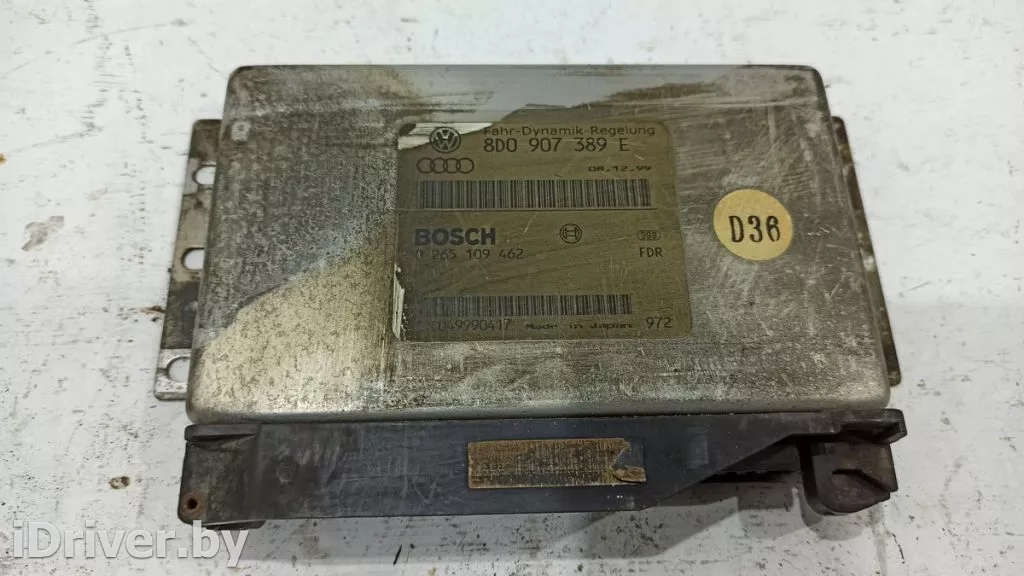 Fahr-Dynamik-Regelung
8D0 907 389 E
08.12.99
BOSCH
0 265 109 462
FDR
D36
049990417 Made in Japan 972
iDriver.by